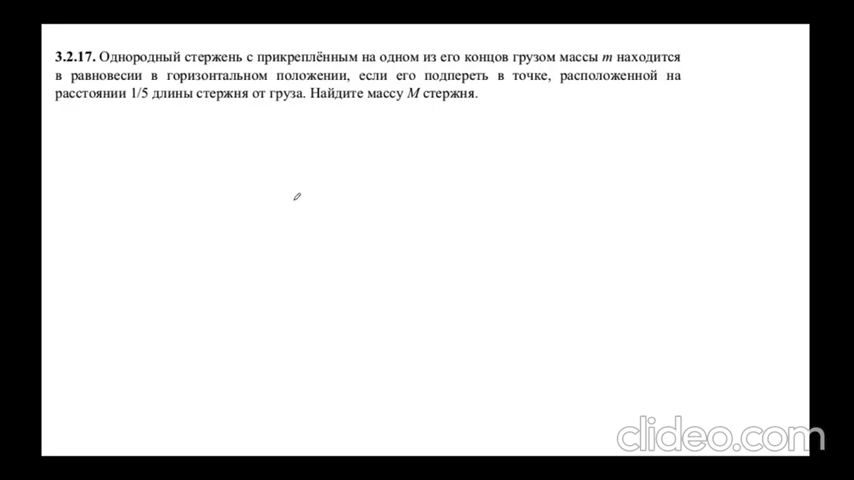 3.2.17. Однородный стержень с прикреплённым на одном из его концов грузом массы m находится
в равновесии в горизонтальном положении, если его подпереть в точке, расположенной на
расстоянии 1/5 длины стержня от груза. Найдите массу M стержня.
clideo.com